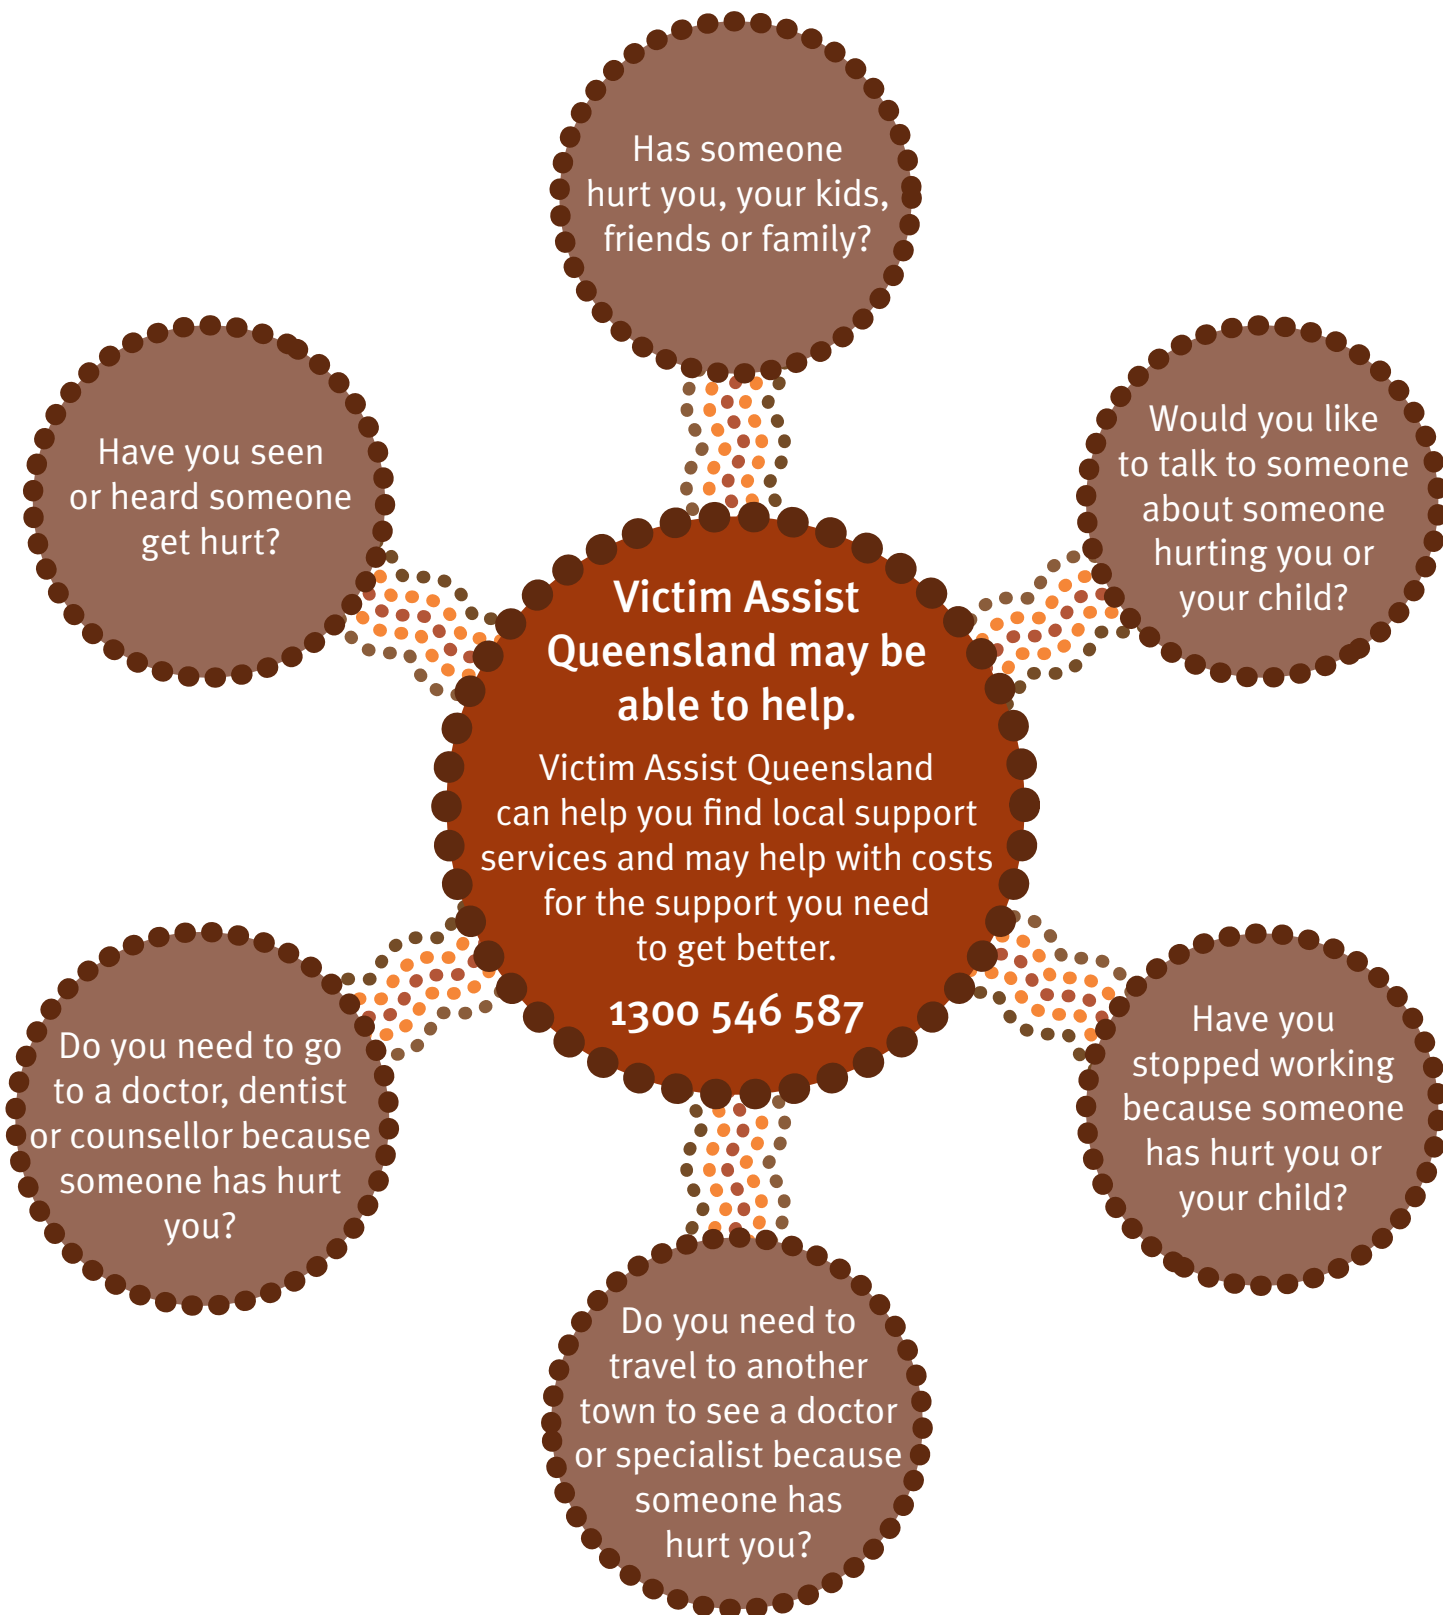 Has someone
hurt you, your kids,
friends or family?
Have you seen
or heard someone
get hurt?
Would you like
to talk to someone
about someone
hurting you or
your child?
Victim Assist
Queensland may be
able to help.
Victim Assist Queensland
can help you find local support
services and may help with costs
for the support you need
to get better.
1300 546 587
Do you need to go
to a doctor, dentist
or counsellor because
someone has hurt
you?
Have you
stopped working
because someone
has hurt you or
your child?
Do you need to
travel to another
town to see a doctor
or specialist because
someone has
hurt you?